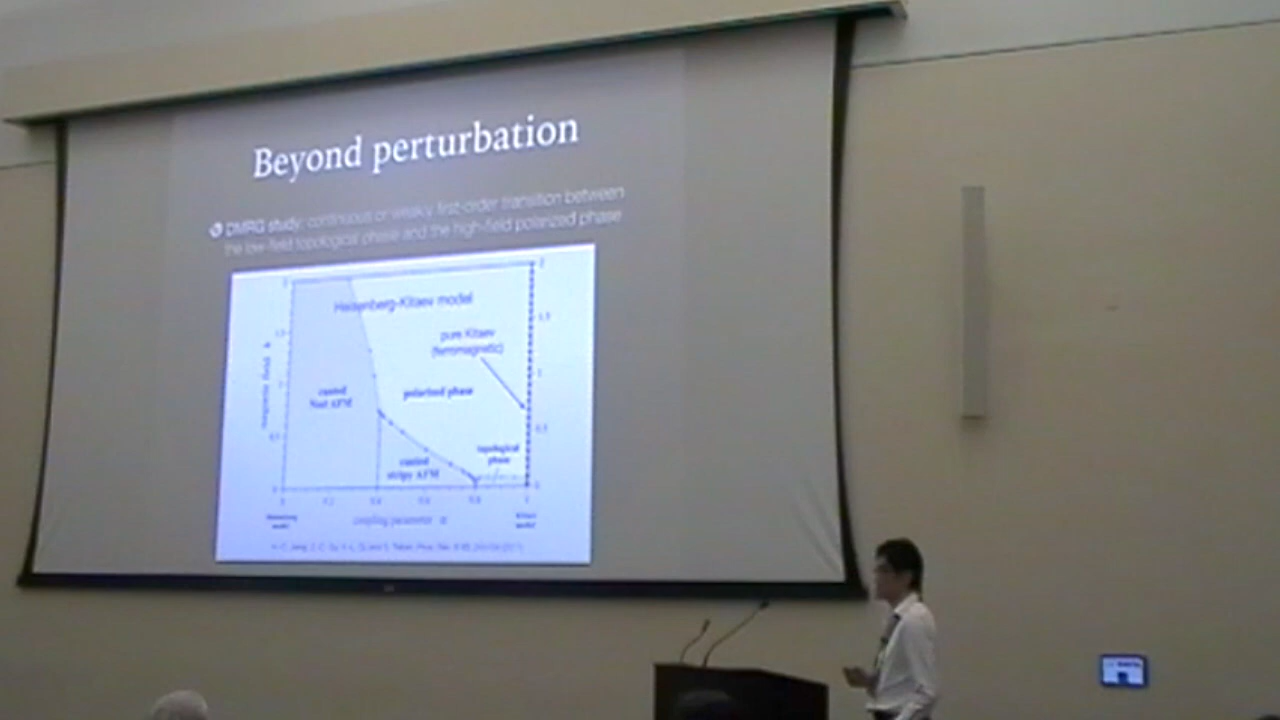 Beyond perturbation
DMRG study: continuous or weakly first-order transition between
the low-field topological phase and the high-field polarized phase
Heisenberg-Kitaev model
pure Kitaev
(ferromagnetic)
canted
Néel AFM
polarized phase
topological
phase
canted
stripy AFM
coupling parameter α